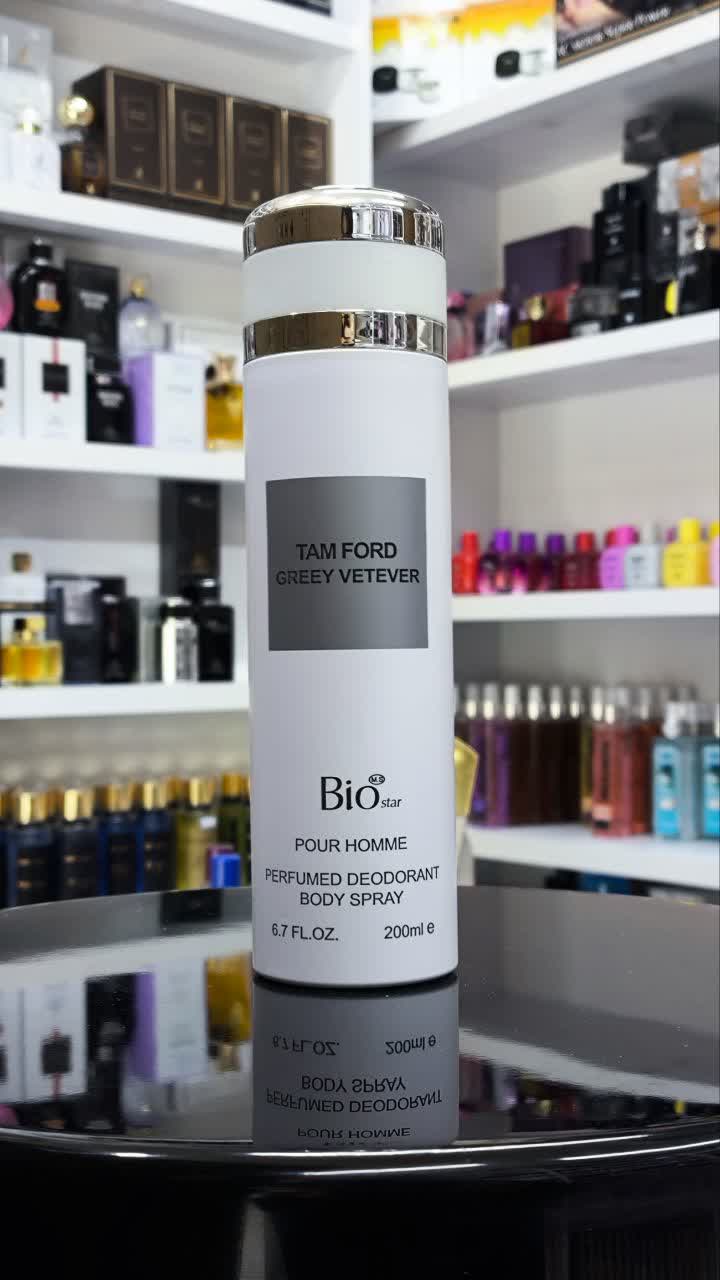 TAM FORD
GREEY VETEVER
Bio M.S star
POUR HOMME
PERFUMED DEODORANT
BODY SPRAY
6.7 FL.OZ. 200ml e